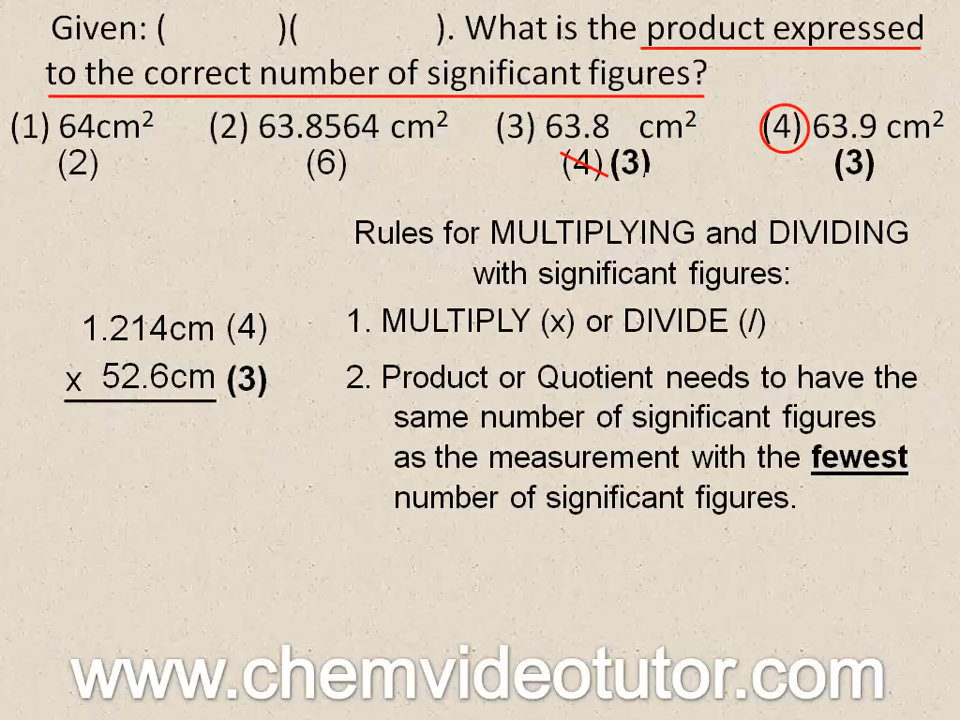 Given: (          )(          ). What is the product expressed
to the correct number of significant figures?
(1) 64cm² (2) 63.8564 cm² (3) 63.8 cm² (4) 63.9 cm²
(2) (6) (4) (3) (3)
Rules for MULTIPLYING and DIVIDING
with significant figures:
1.214cm (4)
1. MULTIPLY (x) or DIVIDE (/)
x 52.6cm (3)
2. Product or Quotient needs to have the
same number of significant figures
as the measurement with the fewest
number of significant figures.
www.chemvideotutor.com